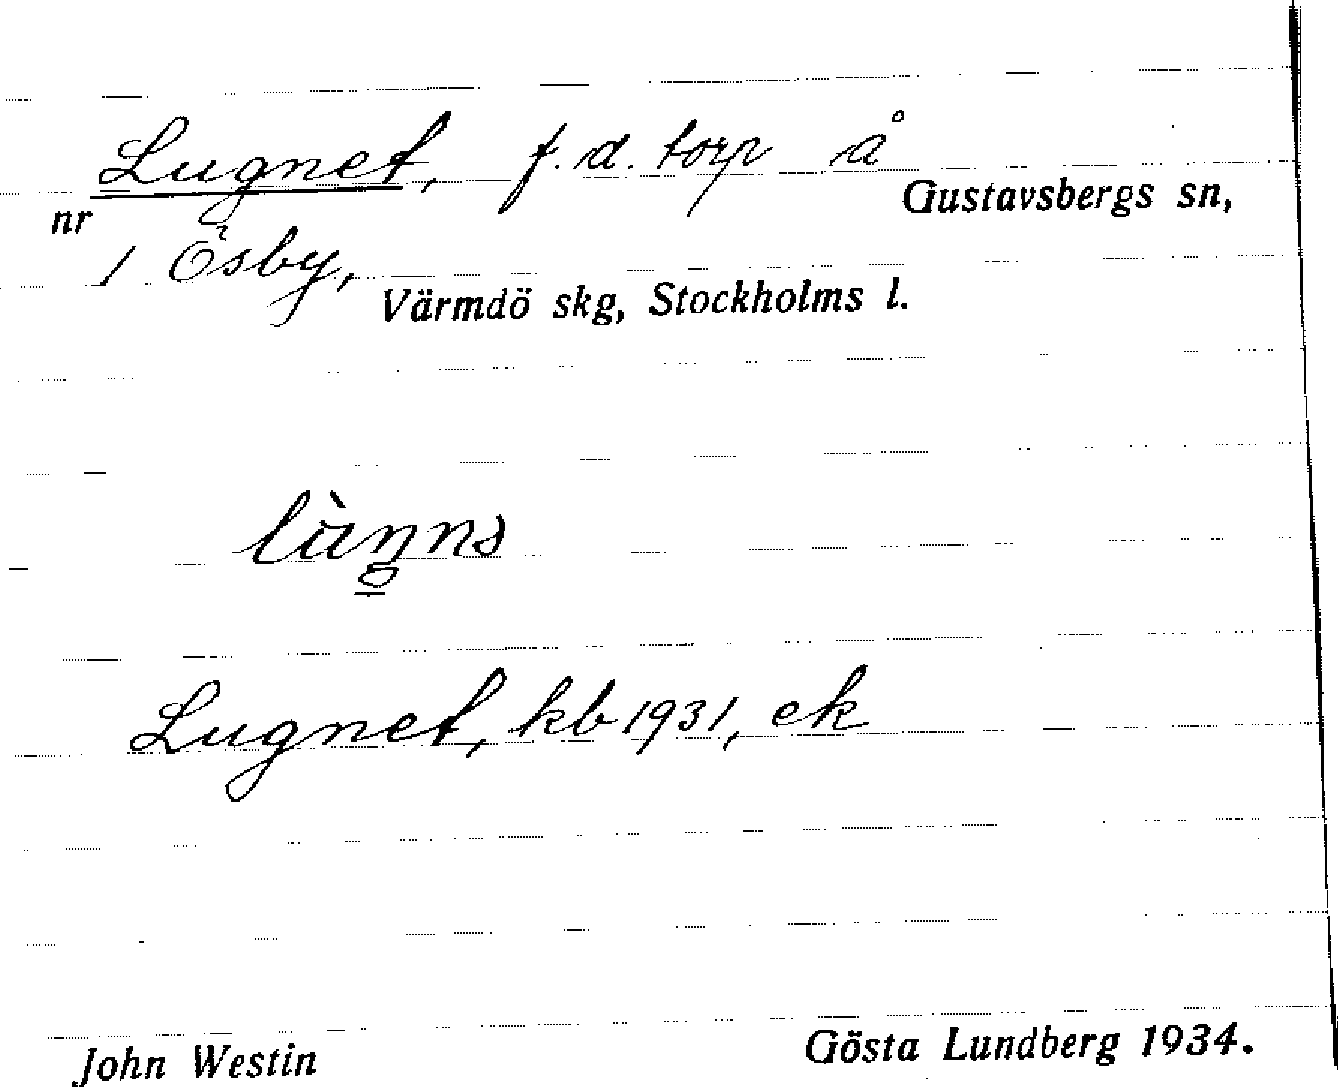 Lugnet, f.d. torp å
Gustavsbergs sn,
nr
1 Ösby,
Värmdö skg, Stockholms l.
Lugnet, kb 1931, ek
John Westin
Gösta Lundberg 1934.